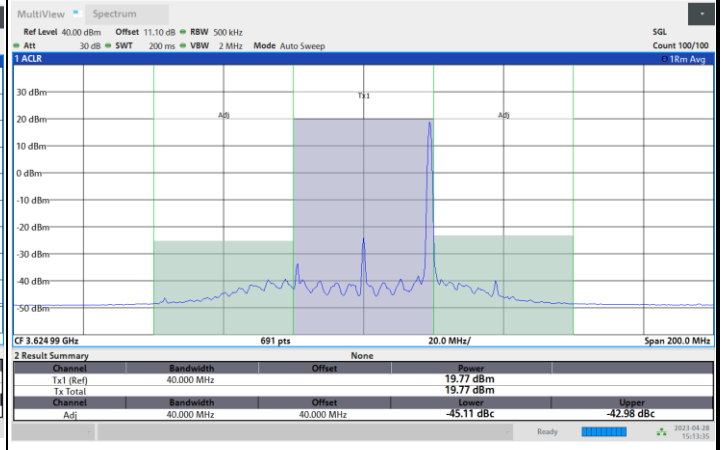 MultiView Spectrum
Ref Level 40.00 dBm Offset 11.10 dB RBW 500 kHz SGL
Att 30 dB SWT 200 ms VBW 2 MHz Mode Auto Sweep Count 100/100
1 ACLR 1Rm Avg
30 dBm
Tx1
20 dBm
Adj Adj
10 dBm
0 dBm
-10 dBm
-20 dBm
-30 dBm
-40 dBm
-50 dBm
CF 3.624 99 GHz 691 pts 20.0 MHz/ Span 200.0 MHz
2 Result Summary None
Channel Bandwidth Offset Power
Tx1 (Ref) 40.000 MHz 19.77 dBm
Tx Total 19.77 dBm
Channel Bandwidth Offset Lower Upper
Adj 40.000 MHz 40.000 MHz -45.11 dBc -42.98 dBc
Ready 2023-04-28
15:13:35